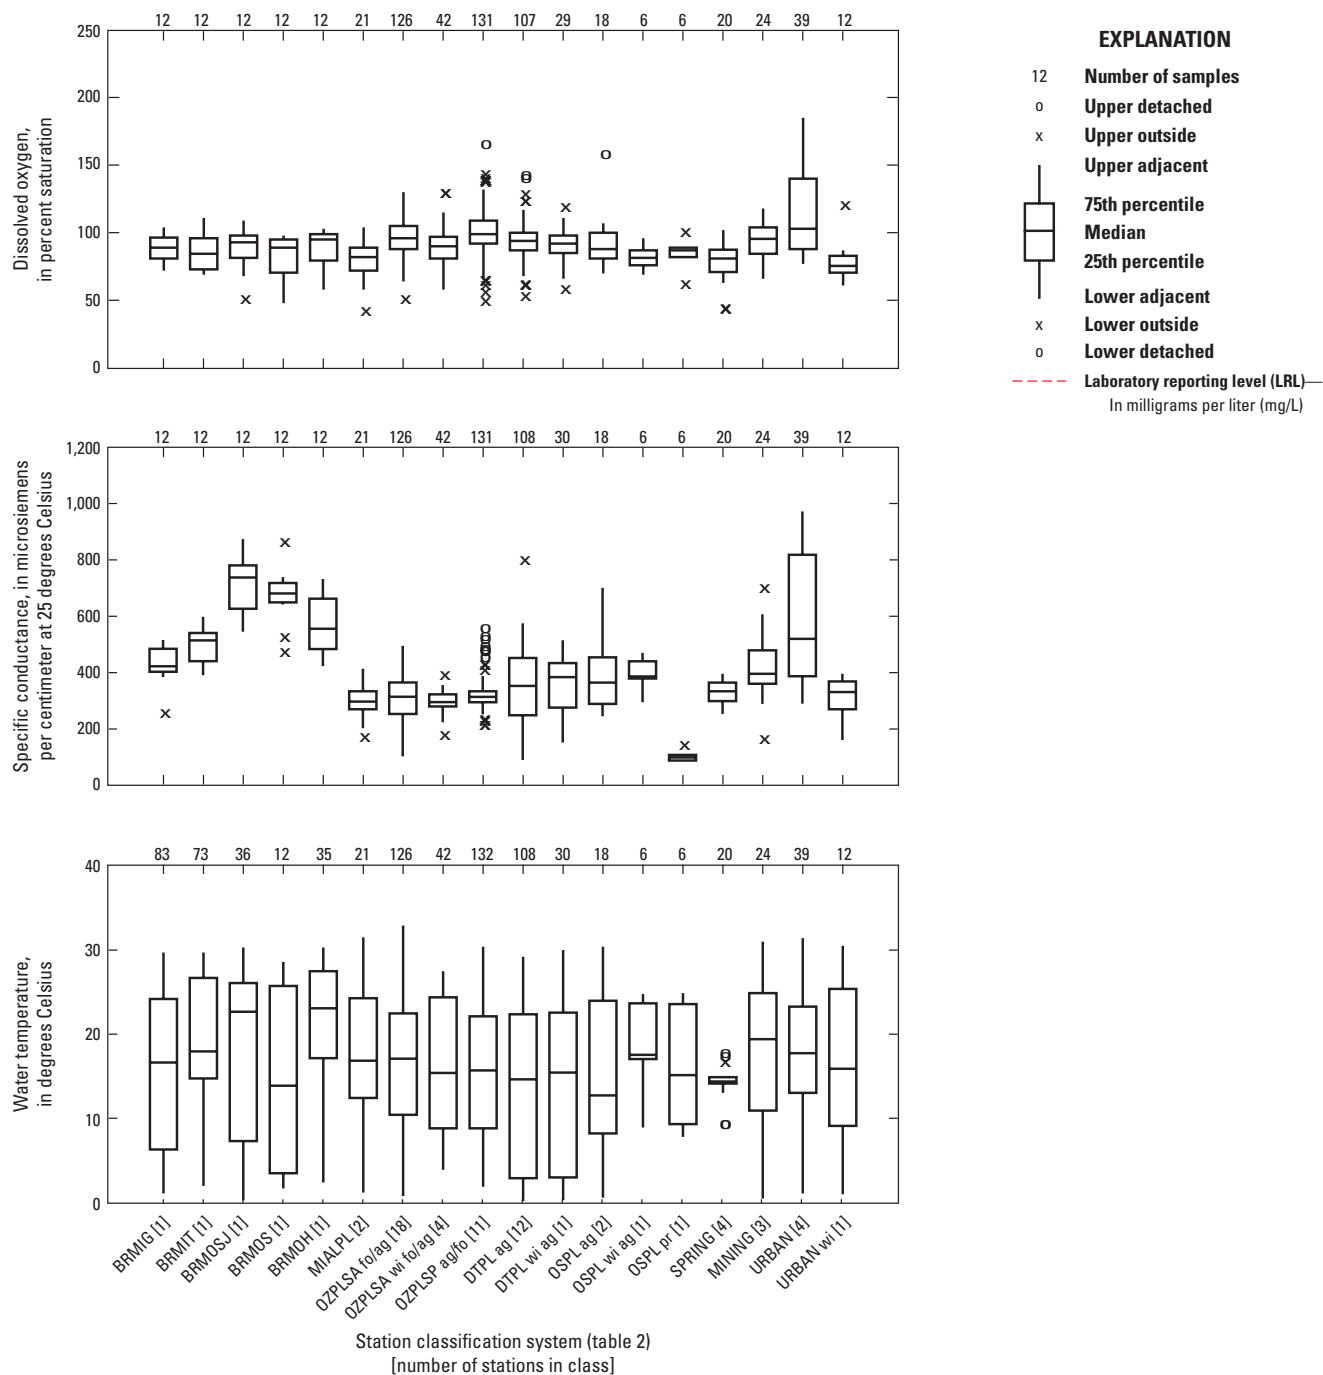 12 12 12 12 12 21 126 42 131 107 29 18 6 6 20 24 39 12
250
200
150
100
50
0
Dissolved oxygen,
in percent saturation
EXPLANATION
12 Number of samples
o Upper detached
x Upper outside
Upper adjacent
75th percentile
Median
25th percentile
Lower adjacent
x Lower outside
o Lower detached
Laboratory reporting level (LRL)—
In milligrams per liter (mg/L)
12 12 12 12 12 21 126 42 131 108 30 18 6 6 20 24 39 12
1,200
1,000
800
600
400
200
0
Specific conductance, in microsiemens
per centimeter at 25 degrees Celsius
83 73 36 12 35 21 126 42 132 108 30 18 6 6 20 24 39 12
40
30
20
10
0
Water temperature,
in degrees Celsius
BRMIG [1]
BRMIT [1]
BRMOSJ [1]
BRMOS [1]
BRMOH [1]
MIALPL [2]
OZPLSA fo/ag [18]
OZPLSA wi fo/ag [4]
OZPLSP ag/fo [11]
DTPL ag [12]
DTPL wi ag [1]
OSPL ag [2]
OSPL wi ag [1]
OSPL pr [1]
SPRING [4]
MINING [3]
URBAN [4]
URBAN wi [1]
Station classification system (table 2)
[number of stations in class]